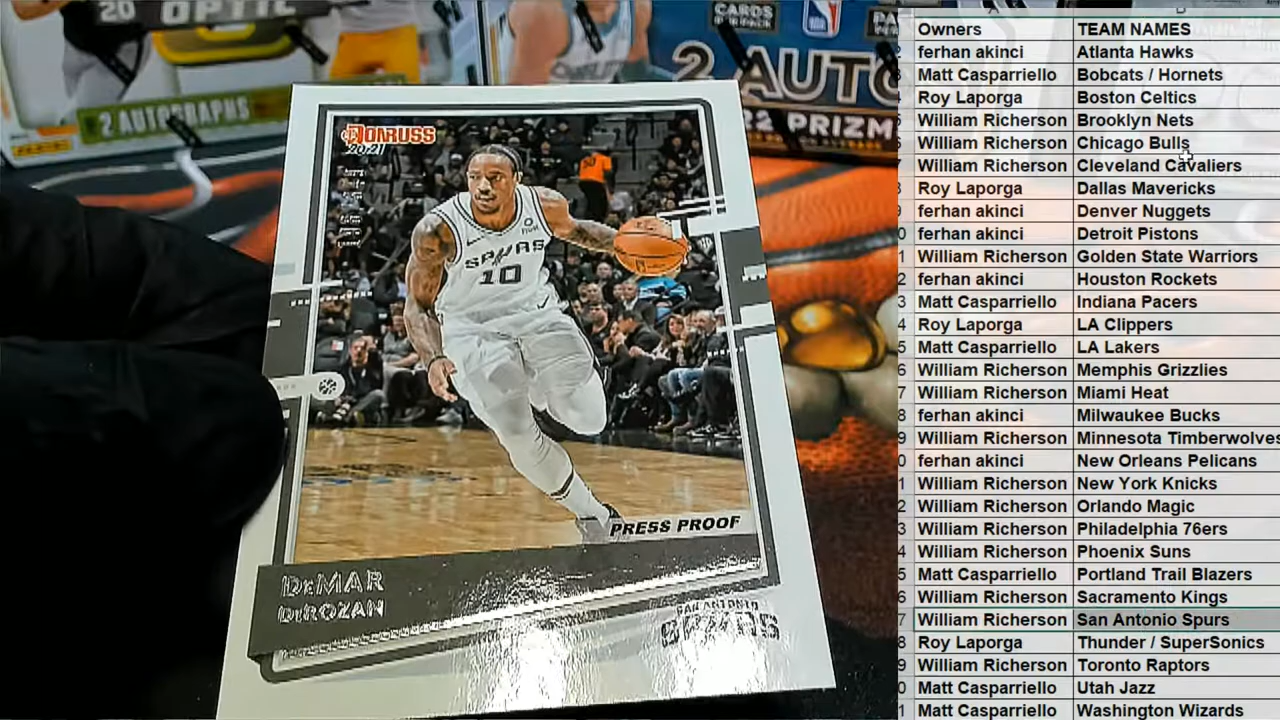 20
OPTIC
2 AUTOGRAPHS
PANINI
CARDS
NBA
2 AUTO
PRIZM
DONRUSS
20-21
SPURS
10
PRESS PROOF
DeMAR
DeROZAN
SAN ANTONIO
SPURS
Owners TEAM NAMES
ferhan akinci Atlanta Hawks
Matt Casparriello Bobcats / Hornets
Roy Laporga Boston Celtics
William Richerson Brooklyn Nets
William Richerson Chicago Bulls
William Richerson Cleveland Cavaliers
Roy Laporga Dallas Mavericks
ferhan akinci Denver Nuggets
ferhan akinci Detroit Pistons
William Richerson Golden State Warriors
ferhan akinci Houston Rockets
Matt Casparriello Indiana Pacers
Roy Laporga LA Clippers
Matt Casparriello LA Lakers
William Richerson Memphis Grizzlies
William Richerson Miami Heat
ferhan akinci Milwaukee Bucks
William Richerson Minnesota Timberwolves
ferhan akinci New Orleans Pelicans
William Richerson New York Knicks
William Richerson Orlando Magic
William Richerson Philadelphia 76ers
William Richerson Phoenix Suns
Matt Casparriello Portland Trail Blazers
William Richerson Sacramento Kings
William Richerson San Antonio Spurs
Roy Laporga Thunder / SuperSonics
William Richerson Toronto Raptors
Matt Casparriello Utah Jazz
Matt Casparriello Washington Wizards